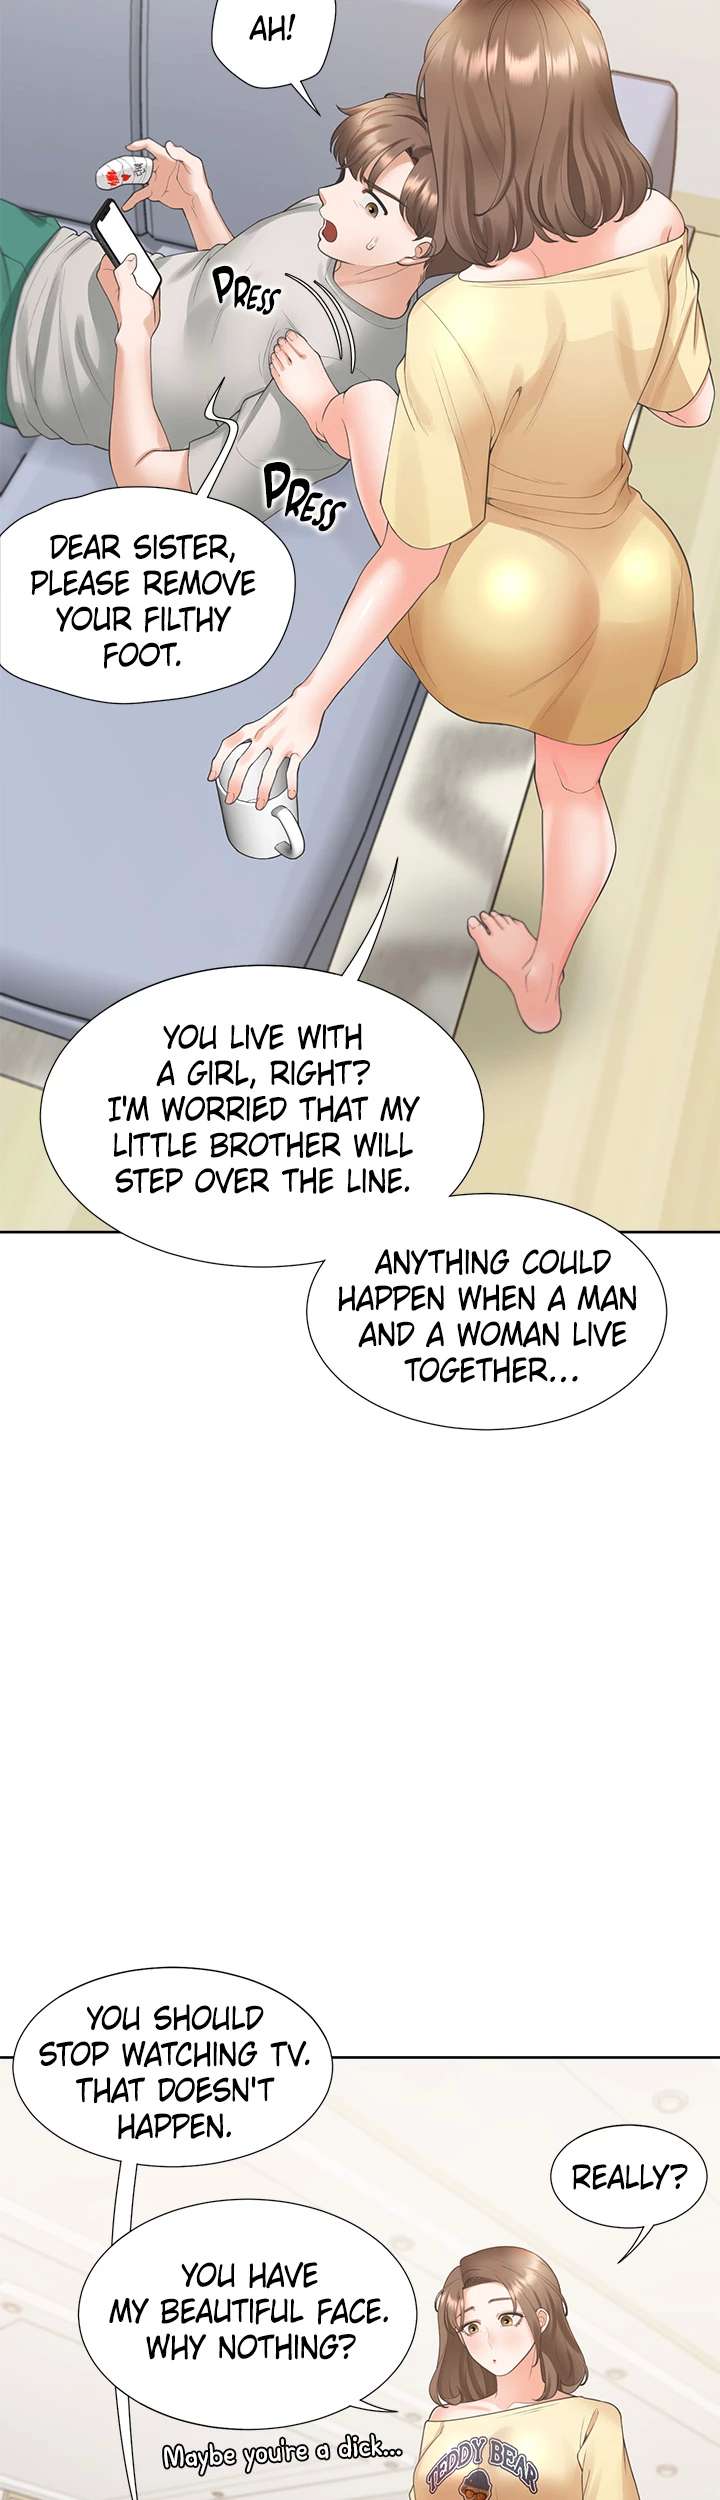 AH!
PRESS
PRESS
DEAR SISTER,
PLEASE REMOVE
YOUR FILTHY
FOOT.
YOU LIVE WITH
A GIRL, RIGHT?
I'M WORRIED THAT MY
LITTLE BROTHER WILL
STEP OVER THE LINE.
ANYTHING COULD
HAPPEN WHEN A MAN
AND A WOMAN LIVE
TOGETHER...
YOU SHOULD
STOP WATCHING TV.
THAT DOESN'T
HAPPEN.
REALLY?
YOU HAVE
MY BEAUTIFUL FACE.
WHY NOTHING?
Maybe you're a dick...
TEDDY BEAR